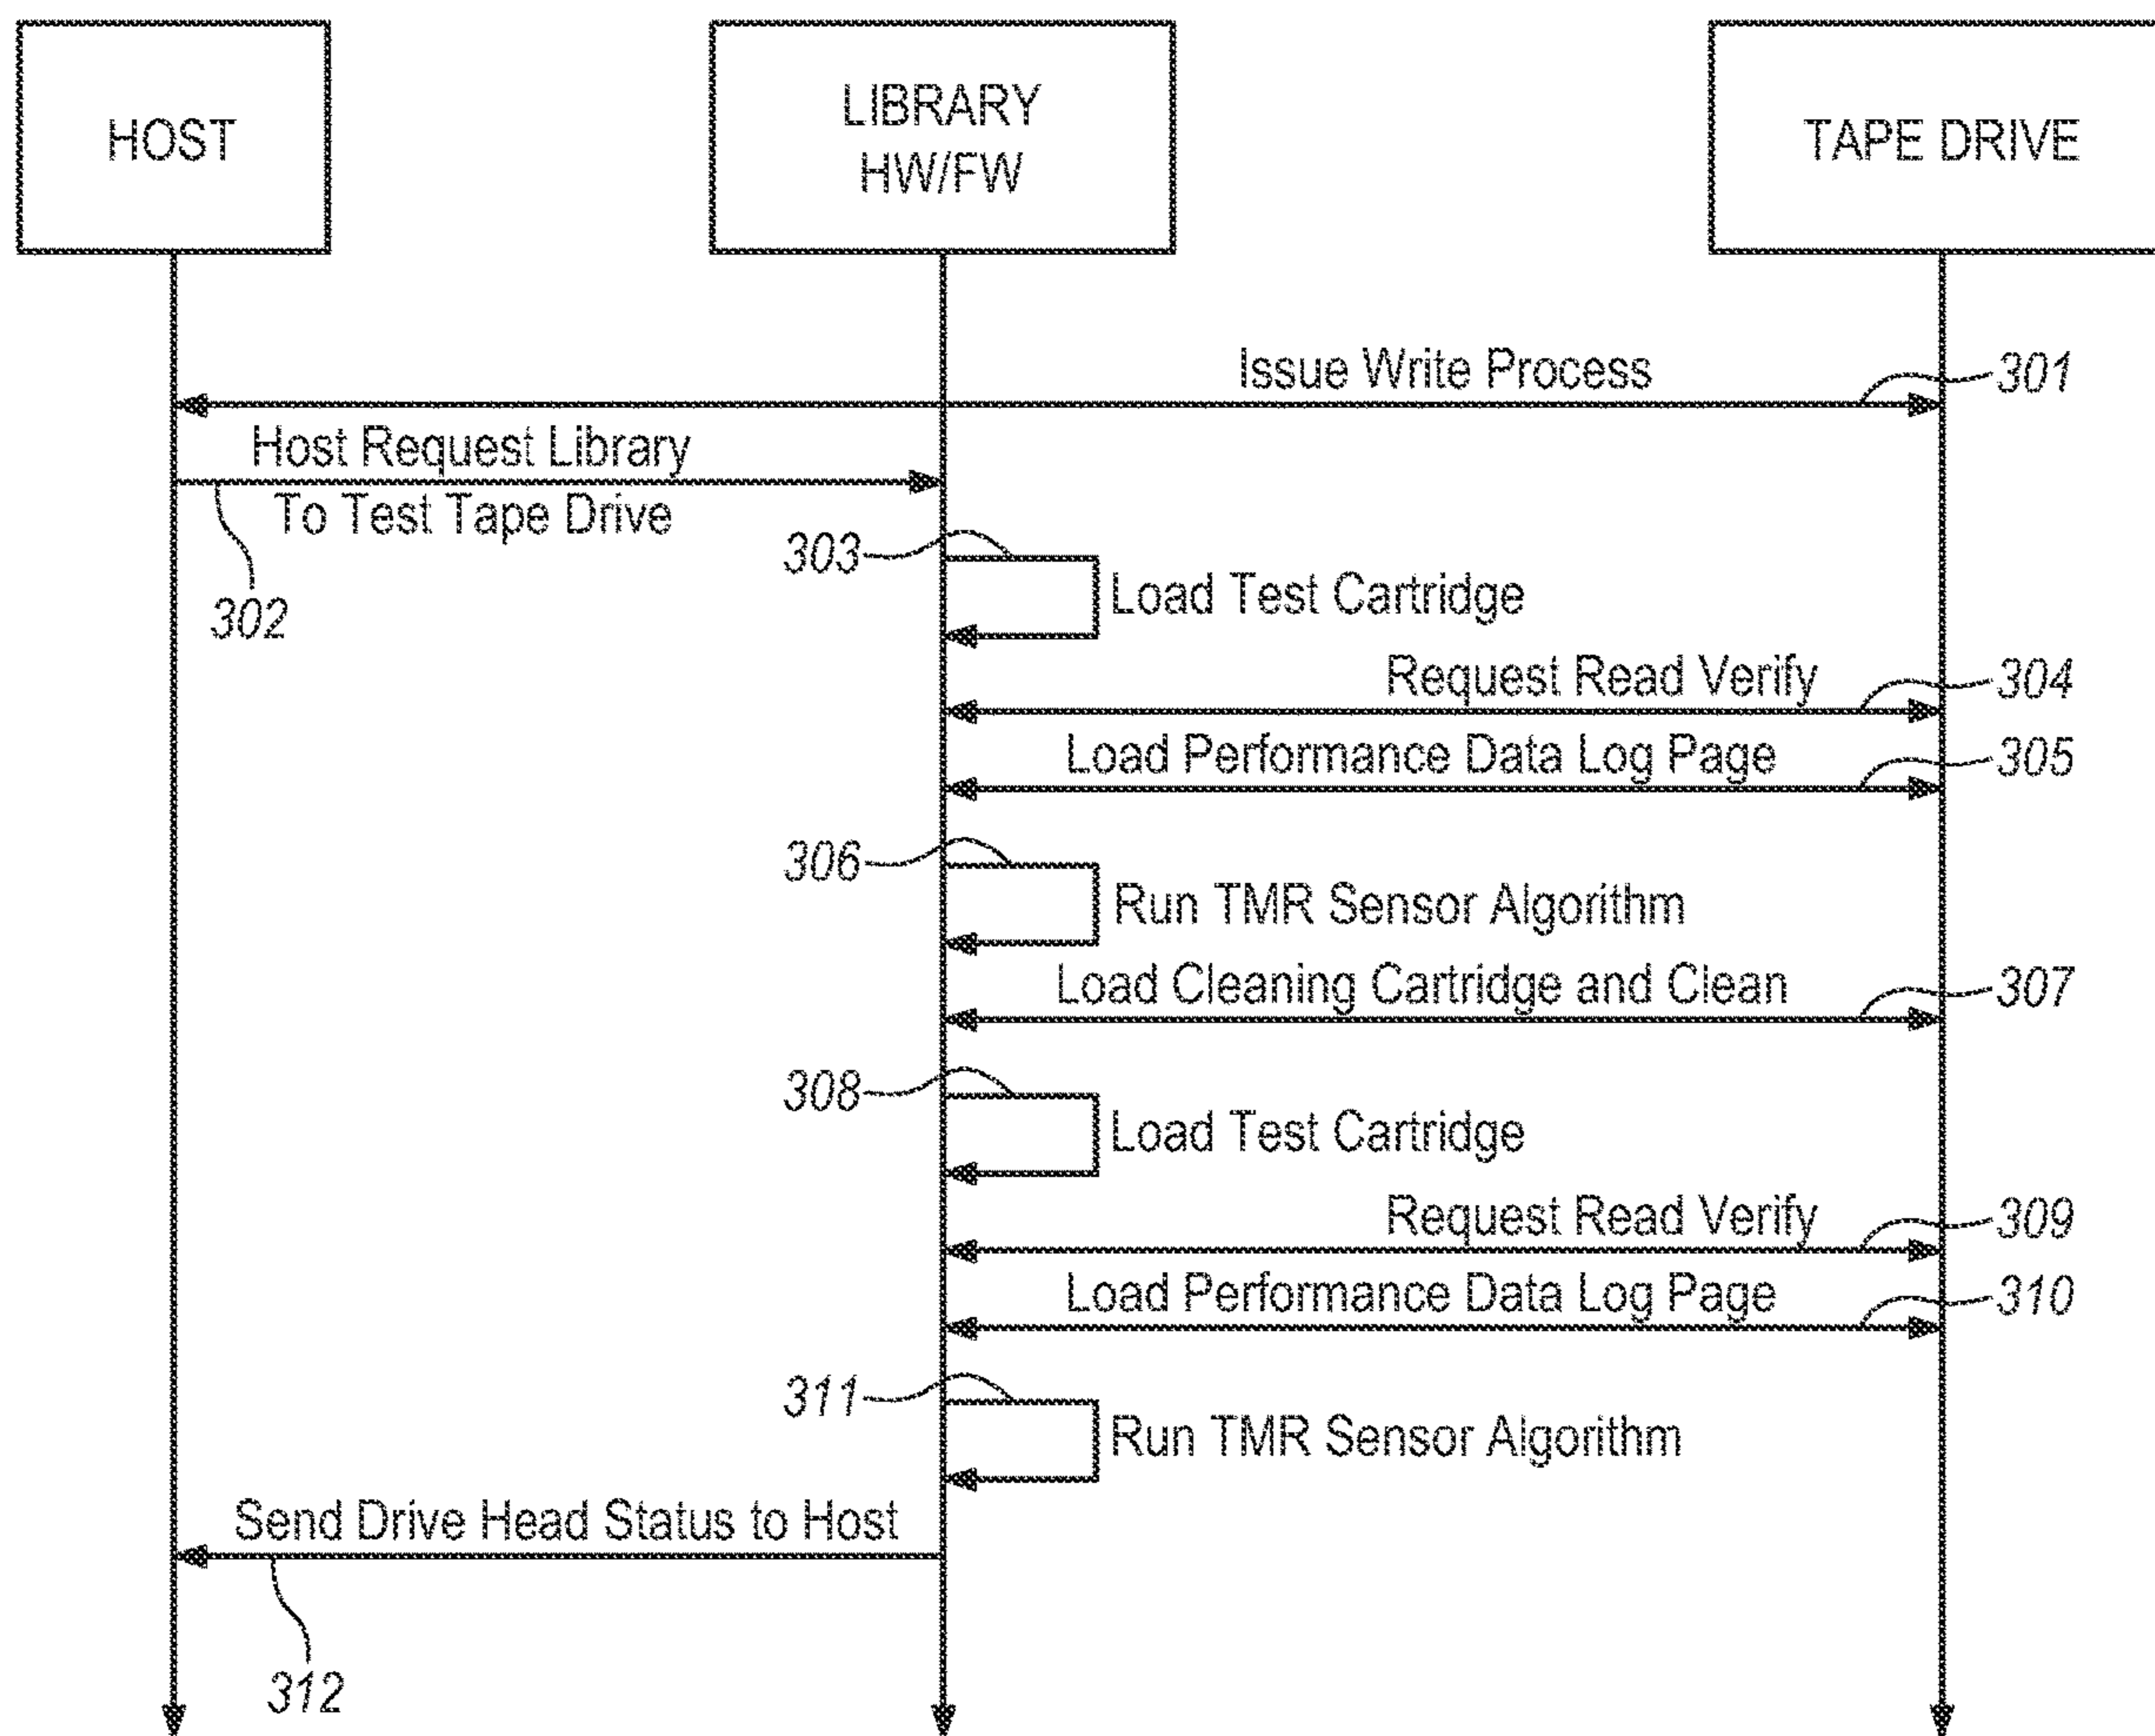 HOST
LIBRARY
HW/FW
TAPE DRIVE
Issue Write Process
301
Host Request Library
To Test Tape Drive
302
303
Load Test Cartridge
Request Read Verify
304
Load Performance Data Log Page
305
306
Run TMR Sensor Algorithm
Load Cleaning Cartridge and Clean
307
308
Load Test Cartridge
Request Read Verify
309
Load Performance Data Log Page
310
311
Run TMR Sensor Algorithm
Send Drive Head Status to Host
312